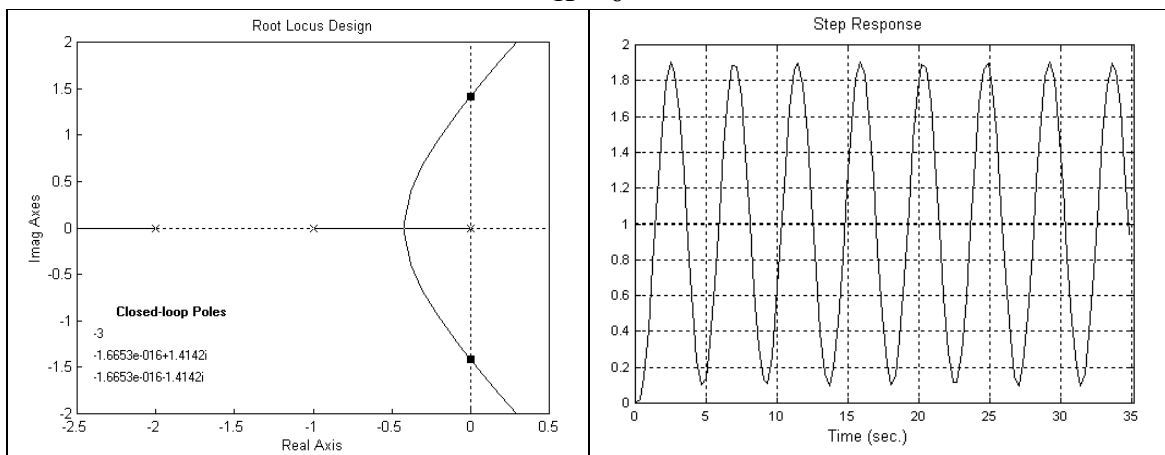 Root Locus Design
2
1.5
1
0.5
0
-0.5
-1
-1.5
-2
Imag Axes
Closed-loop Poles
-3
-1.6653e-016+1.4142i
-1.6653e-016-1.4142i
-2.5 -2 -1.5 -1 -0.5 0 0.5
Real Axis
Step Response
2
1.8
1.6
1.4
1.2
1
0.8
0.6
0.4
0.2
0
0 5 10 15 20 25 30 35
Time (sec.)